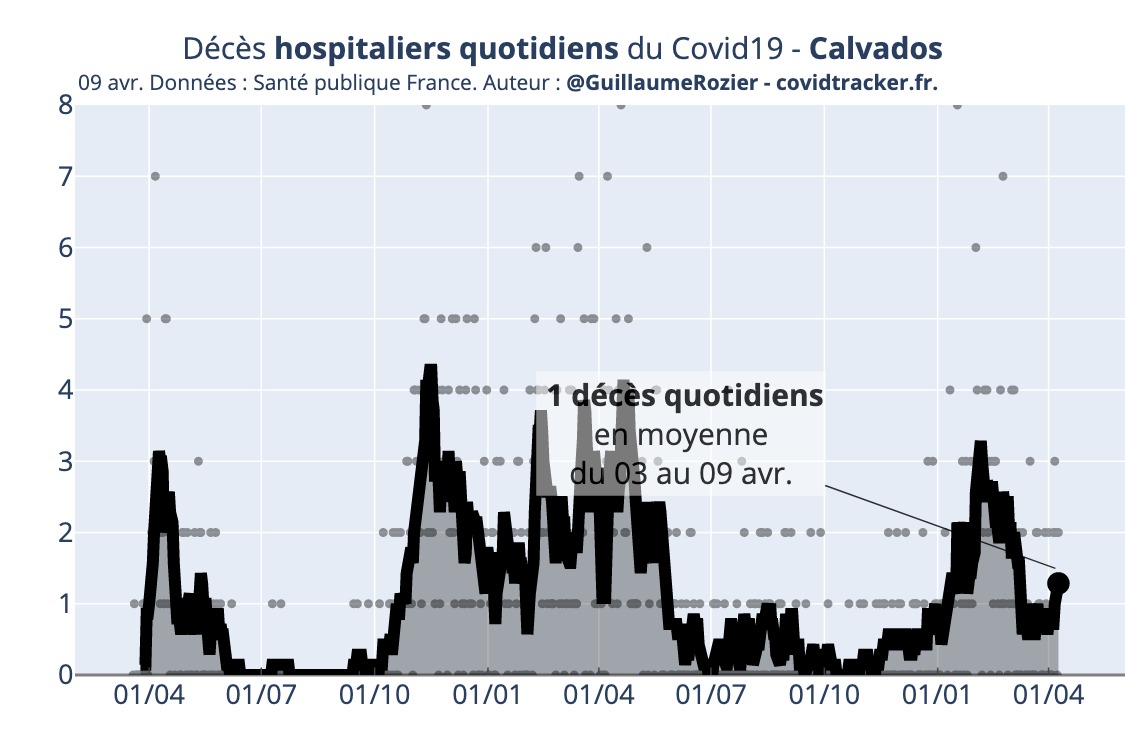 Décès hospitaliers quotidiens du Covid19 - Calvados
09 avr. Données : Santé publique France. Auteur : @GuillaumeRozier - covidtracker.fr.
8
7
6
5
4
3
2
1
0
1 décès quotidiens
en moyenne
du 03 au 09 avr.
01/04 01/07 01/10 01/01 01/04 01/07 01/10 01/01 01/04